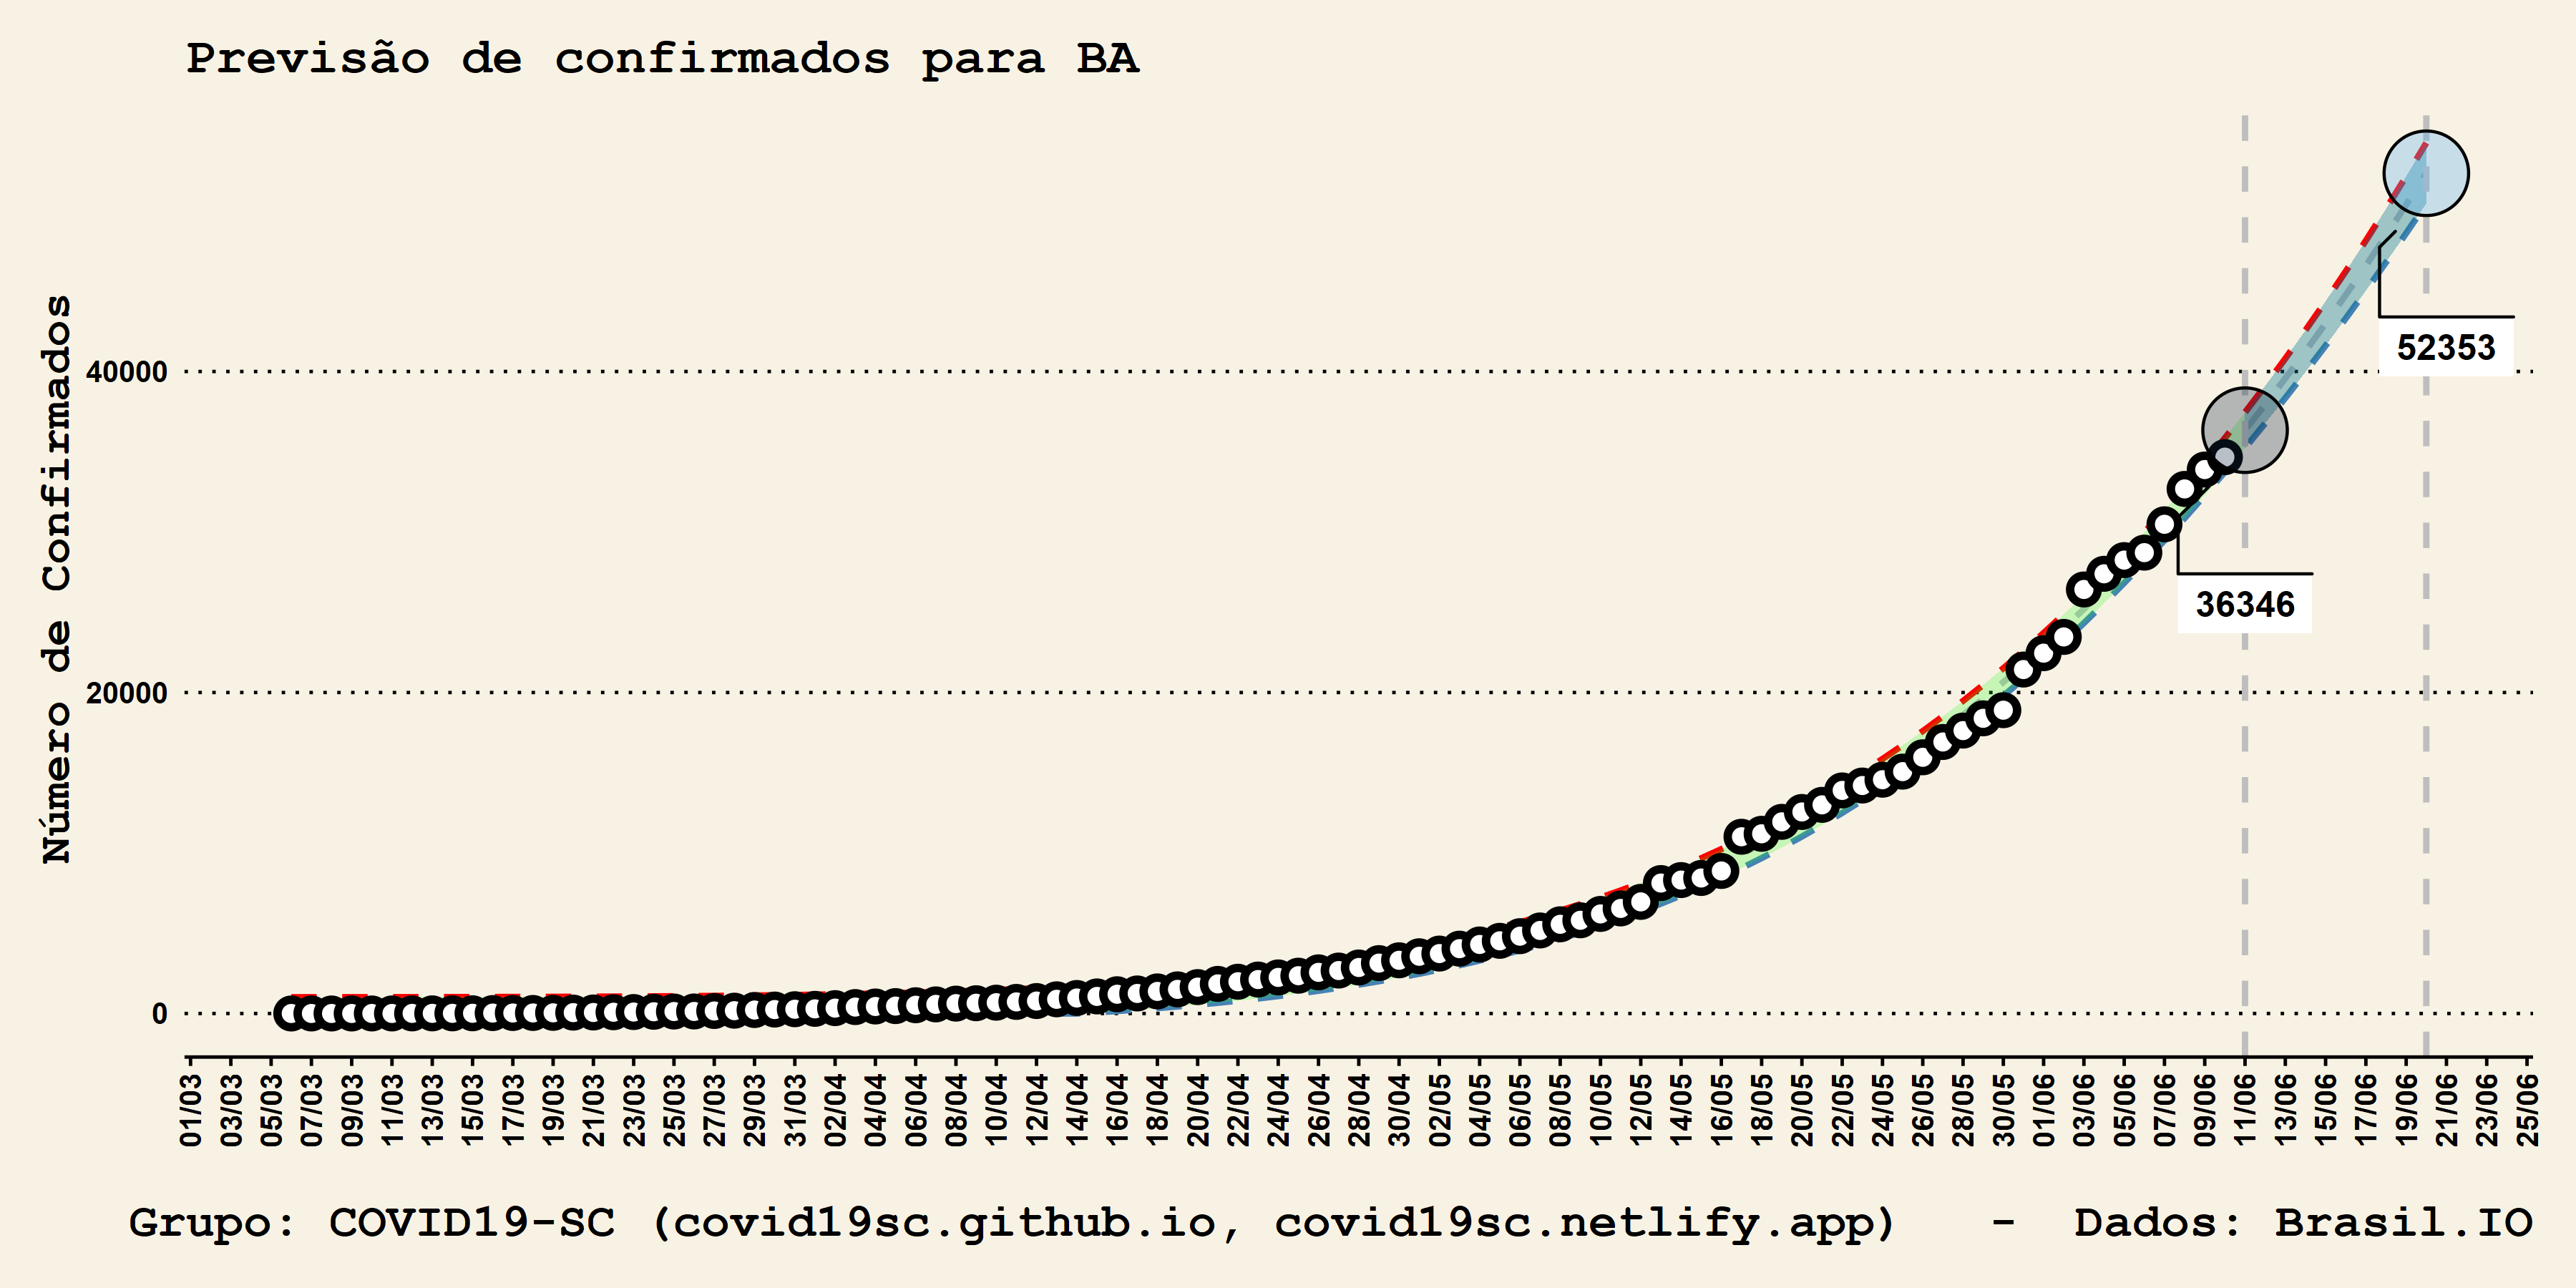 Previsão de confirmados para BA
Número de Confirmados
40000
20000
0
52353
36346
01/03 03/03 05/03 07/03 09/03 11/03 13/03 15/03 17/03 19/03 21/03 23/03 25/03 27/03 29/03 31/03 02/04 04/04 06/04 08/04 10/04 12/04 14/04 16/04 18/04 20/04 22/04 24/04 26/04 28/04 30/04 02/05 04/05 06/05 08/05 10/05 12/05 14/05 16/05 18/05 20/05 22/05 24/05 26/05 28/05 30/05 01/06 03/06 05/06 07/06 09/06 11/06 13/06 15/06 17/06 19/06 21/06 23/06 25/06
Grupo: COVID19-SC (covid19sc.github.io, covid19sc.netlify.app) - Dados: Brasil.IO